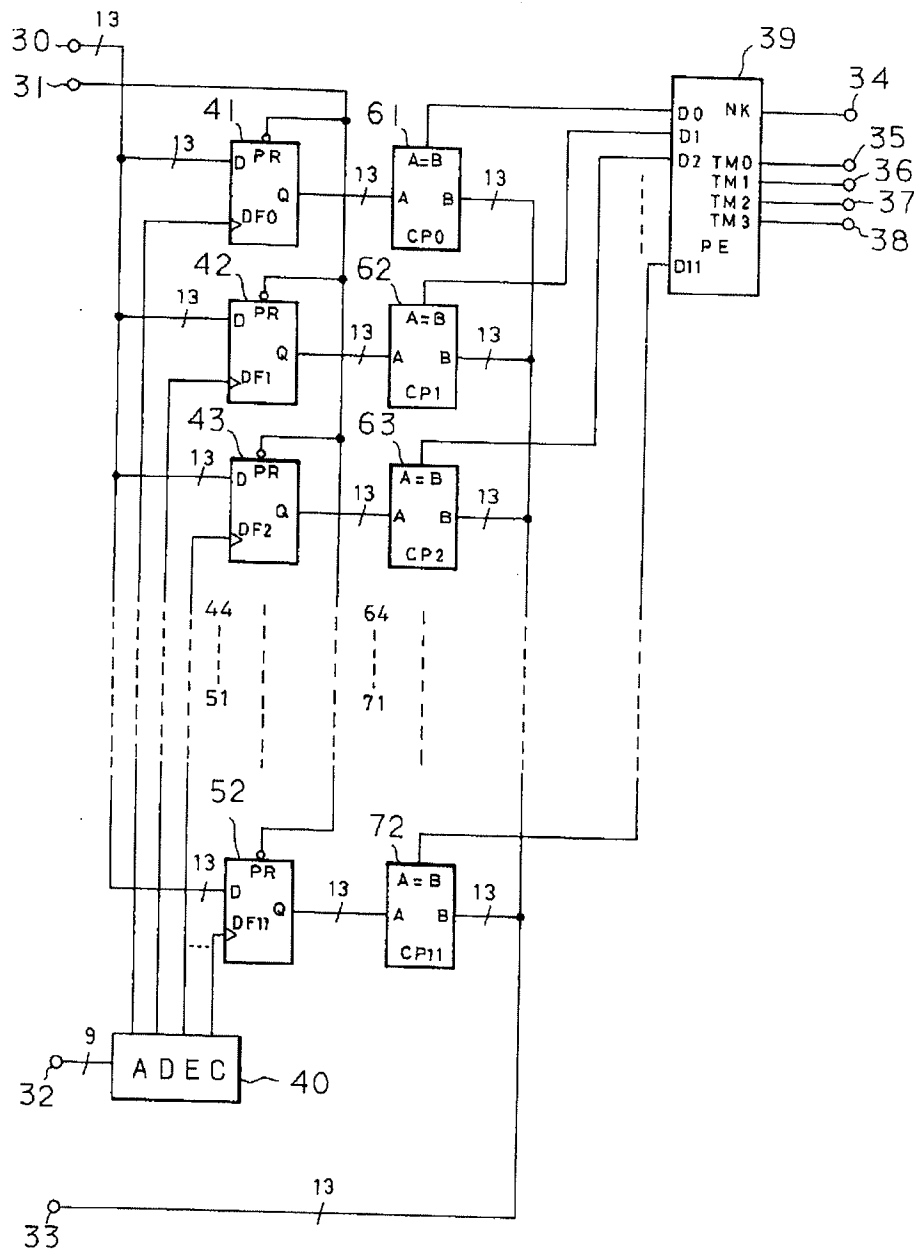 13
30
31
39
34
41
61
D0 NK
D1
35
13 D PR
A=B
D2 TM0
36
Q 13 A B 13
TM1
37
TM2
DF0
CP0
TM3
38
PE
42
62
D11
13 D PR
A=B
Q 13 A B 13
DF1
CP1
43
63
13 D PR
A=B
Q 13 A B 13
DF2
CP2
44 64
51 71
52
72
13 D PR
A=B
Q 13 A B 13
DF11
CP11
9
ADEC
40
32
13
33